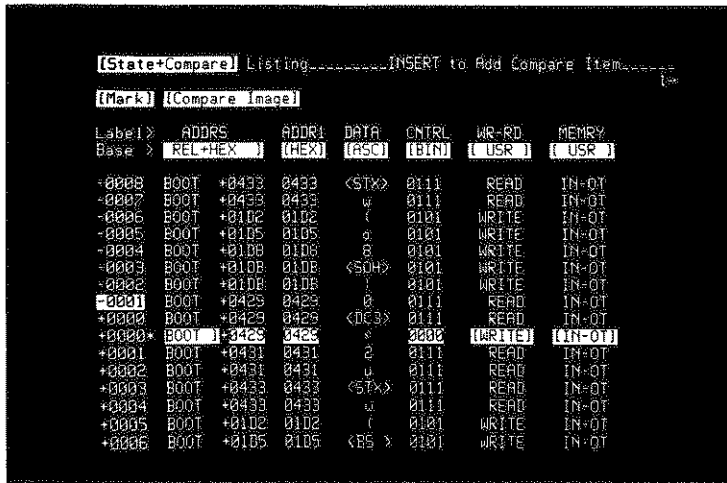 [State+Compare] Listing INSERT to Add Compare Item
[Mark] [Compare Image]
Label> ADDRS ADDR1 DATA CNTRL WR-RD MEMRY
Base > [ REL+HEX ] [HEX] [ASC] [BIN] [ USR ] [ USR ]
-0008 BOOT +0433 0433 <STX> 0111 READ IN-OT
-0007 BOOT +0433 0433 w 0111 READ IN-OT
-0006 BOOT +01D2 01D2 ( 0101 WRITE IN-OT
-0005 BOOT +01D5 01D5 0101 WRITE IN-OT
-0004 BOOT +01D8 01D8 8 0101 WRITE IN-OT
-0003 BOOT +01DB 01DB <SOH> 0101 WRITE IN-OT
-0002 BOOT +01DB 01DB 0101 WRITE IN-OT
-0001 BOOT +0429 0429 0 0111 READ IN-OT
+0000 BOOT +0429 0429 <DC3> 0111 READ IN-OT
+0000* [BOOT ] +0429 0429 0000 [WRITE] [IN-OT]
+0001 BOOT +0431 0431 2 0111 READ IN-OT
+0002 BOOT +0431 0431 0111 READ IN-OT
+0003 BOOT +0433 0433 <STX> 0111 READ IN-OT
+0004 BOOT +0433 0433 w 0111 READ IN-OT
+0005 BOOT +01D2 01D2 ( 0101 WRITE IN-OT
+0006 BOOT +01D5 01D5 <BS > 0101 WRITE IN-OT